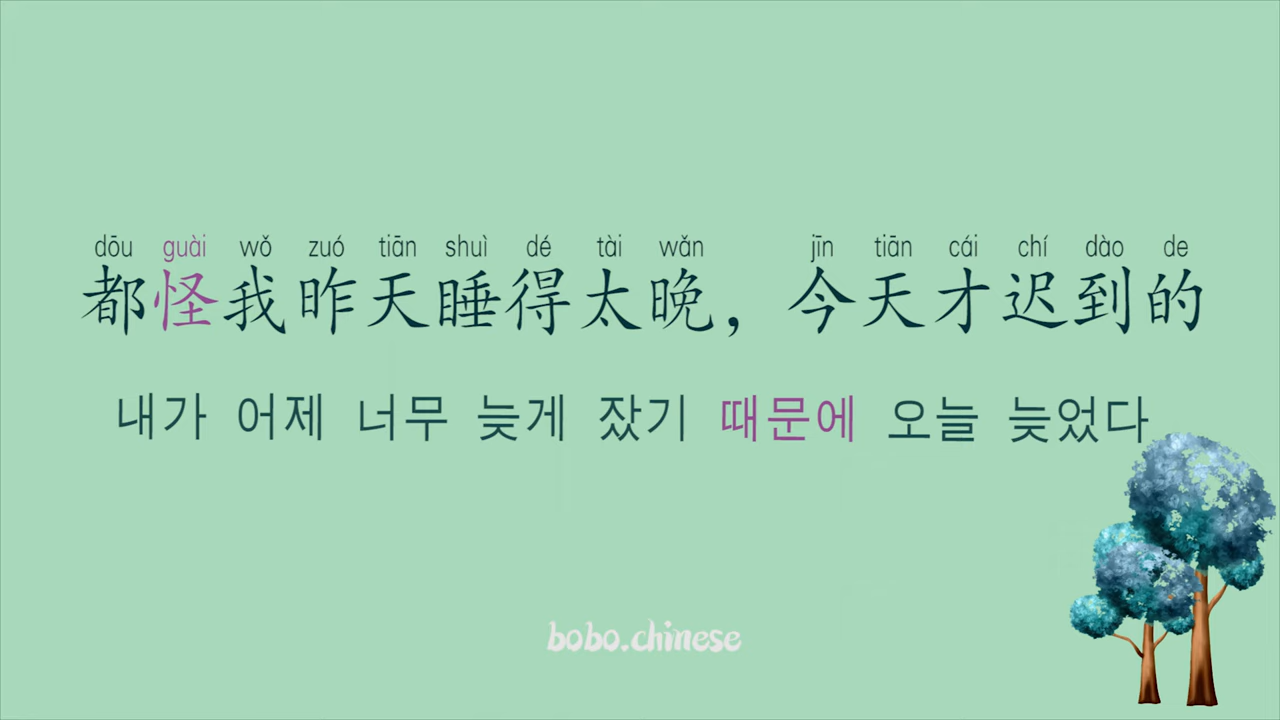 dōu guài wǒ zuó tiān shuì dé tài wǎn jīn tiān cái chí dào de
都怪我昨天睡得太晚，今天才迟到的
내가 어제 너무 늦게 잤기 때문에 오늘 늦었다
bobo.chinese